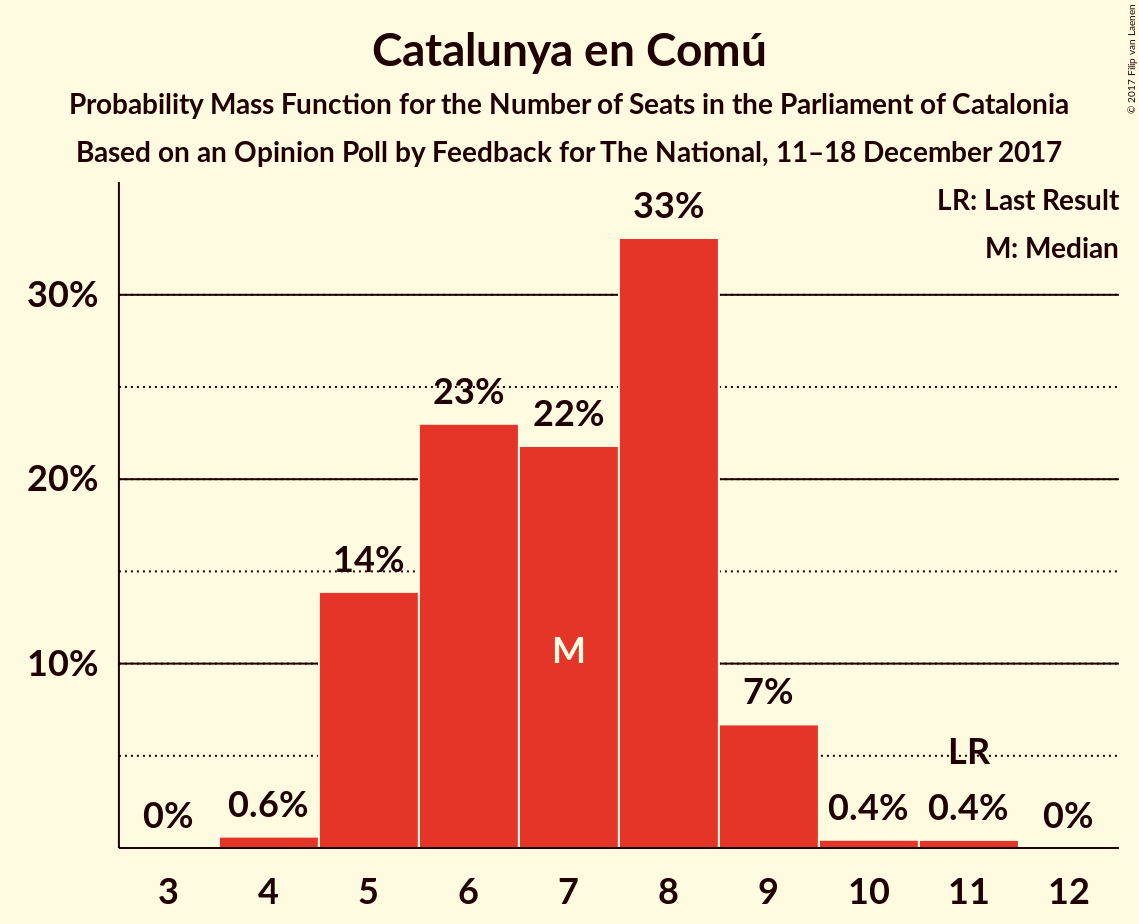 Catalunya en Comú
Probability Mass Function for the Number of Seats in the Parliament of Catalonia
Based on an Opinion Poll by Feedback for The National, 11–18 December 2017
© 2017 Filip van Laenen
LR: Last Result
M: Median
33%
30%
23%
22%
20%
14%
M
10%
7%
LR
0%
0.6%
0.4%
0.4%
0%
3 4 5 6 7 8 9 10 11 12